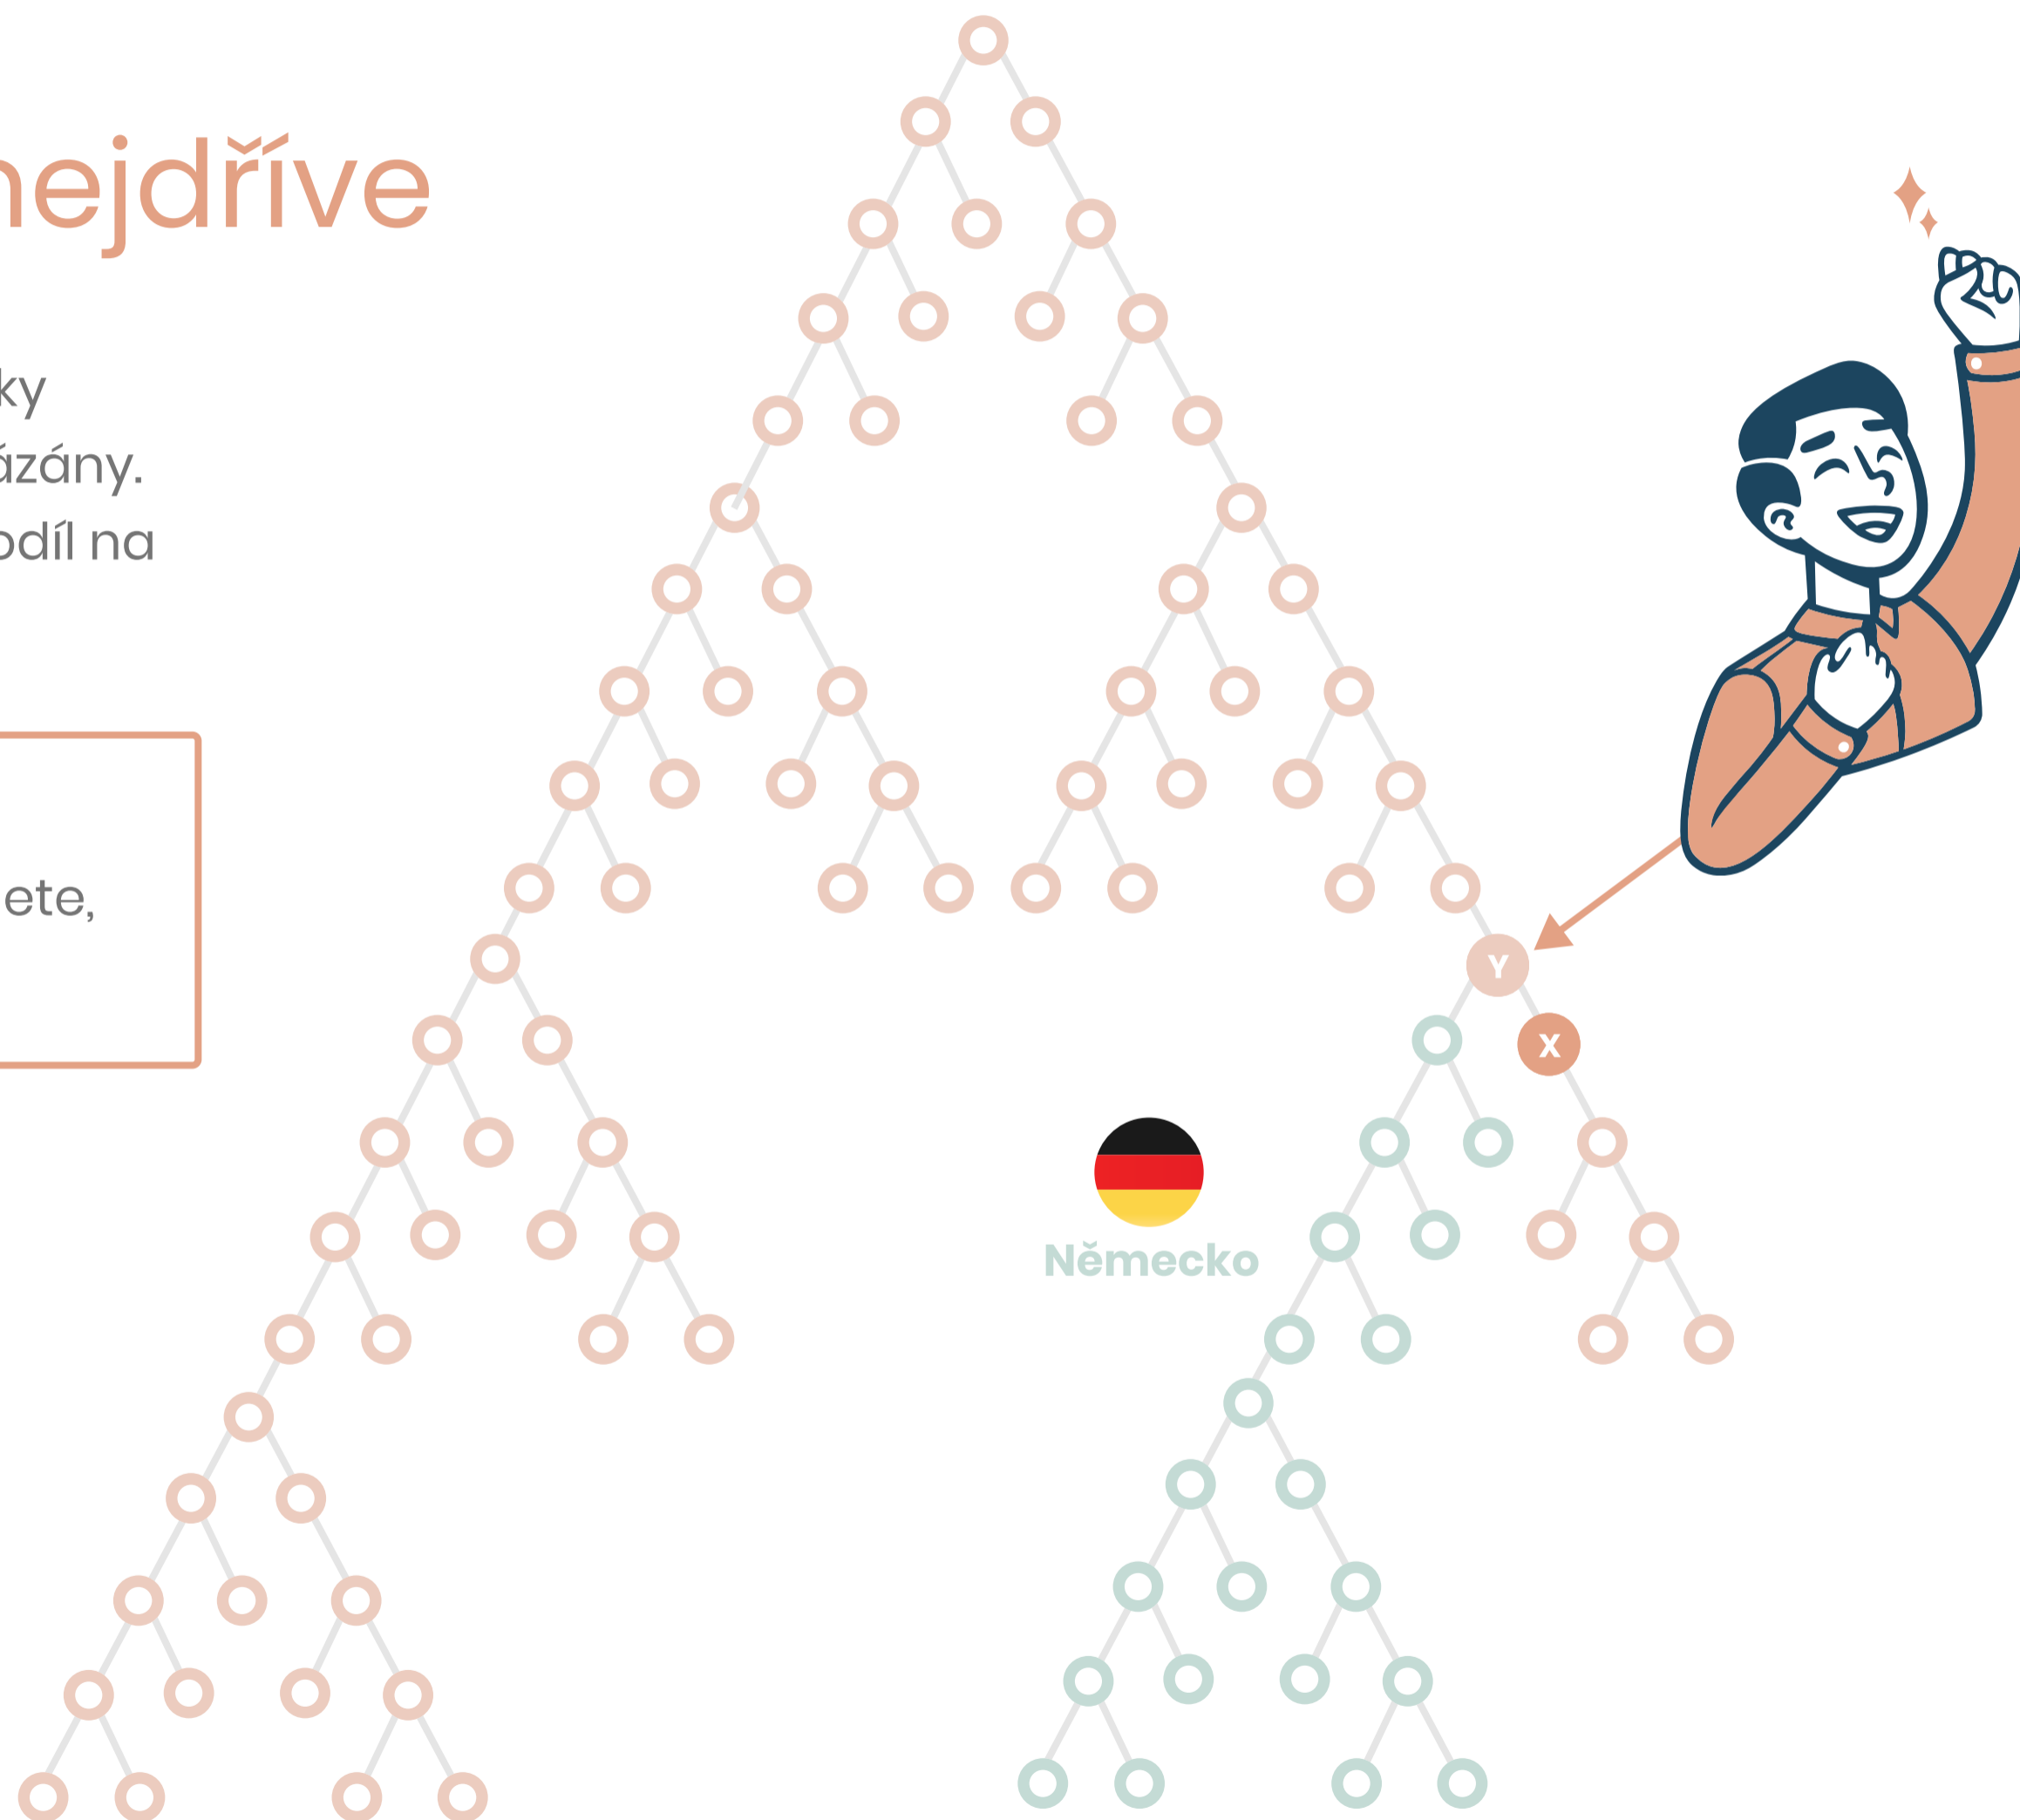 nejdříve
ky
ázány.
odíl na
ete,
Y
X
Německo